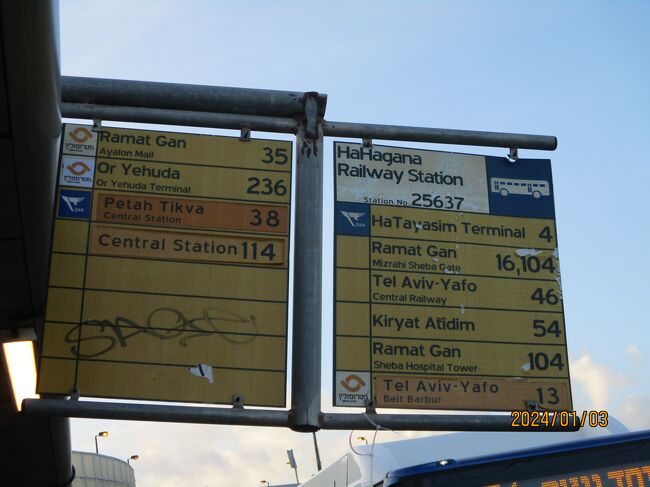 Ramat Gan 35
Ayalon Mall
Or Yehuda 236
Or Yehuda Terminal
Petah Tikva 38
Central Station
Central Station 114
HaHagana
Railway Station
Station No. 25637
HaTayasim Terminal 4
Ramat Gan 16,104
Mizrahi Sheba Gate
Tel Aviv-Yafo 46
Central Railway
Kiryat Atidim 54
Ramat Gan 104
Sheba Hospital Tower
Tel Aviv-Yafo 13
Beit Barbur
2024/01/03